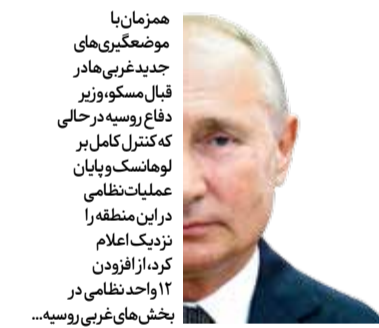 همزمان با
موضعگیری‌های
جدید غربی‌ها در
قبال مسکو، وزیر
دفاع روسیه در حالی
که کنترل کامل بر
لوهانسک و پایان
عملیات نظامی
در این منطقه را
نزدیک اعلام
کرد، از افزودن
۱۲ واحد نظامی در
بخش‌های غربی روسیه...